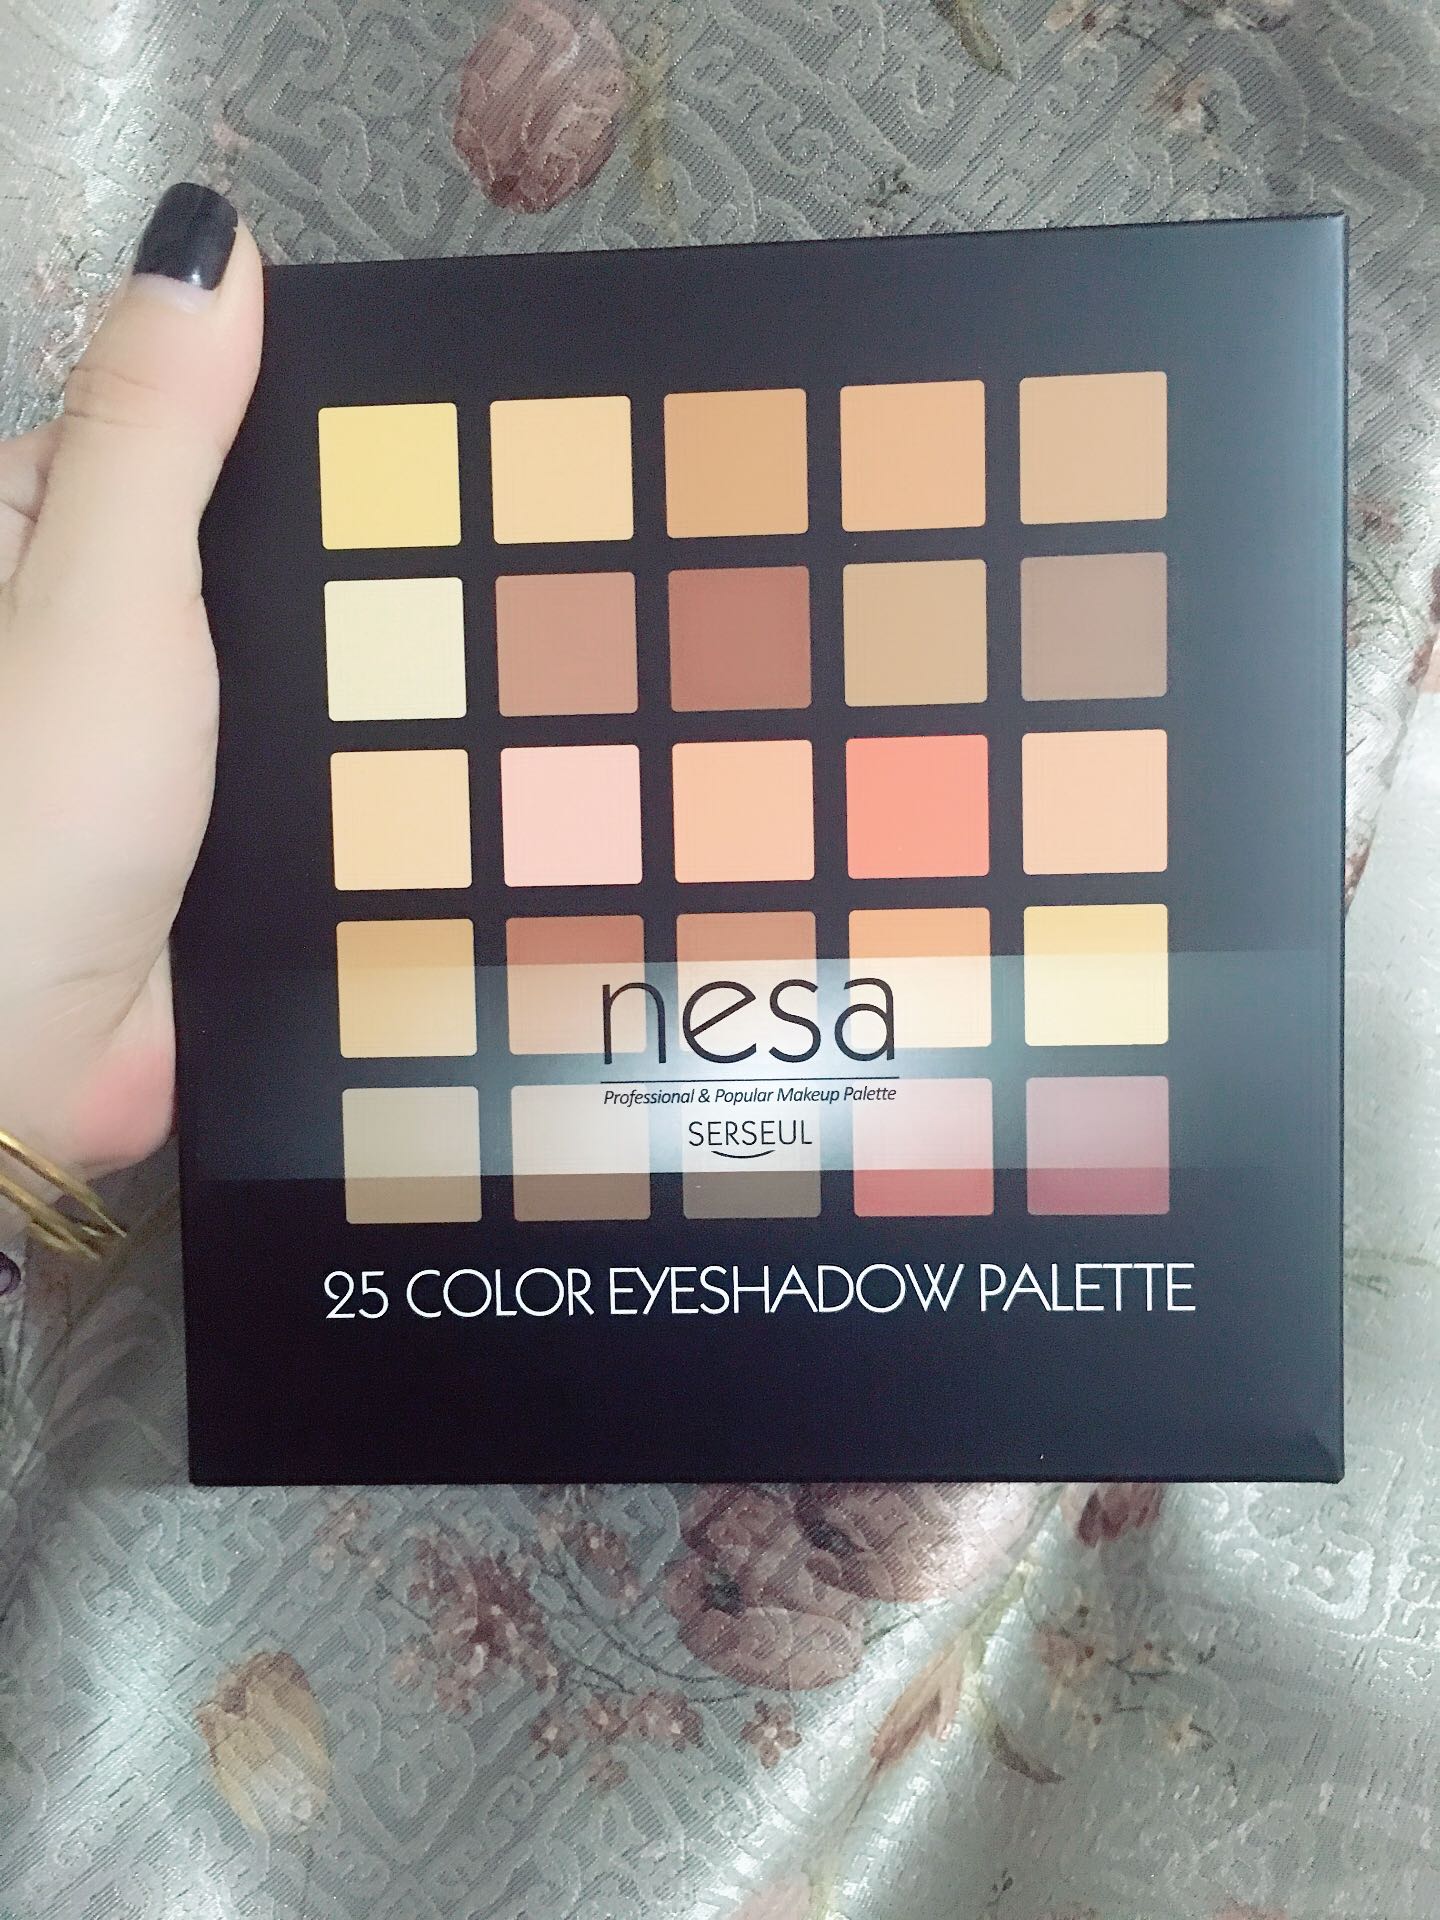 nesa
Professional & Popular Makeup Palette
SERSEUL
25 COLOR EYESHADOW PALETTE